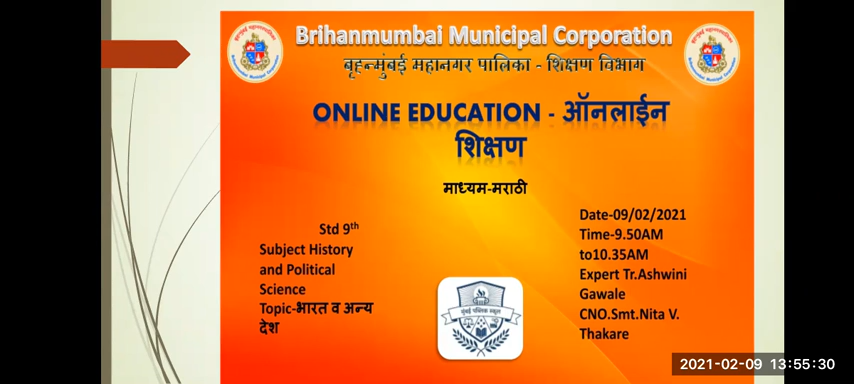 Brihanmumbai Municipal Corporation
बृहन्मुंबई महानगर पालिका - शिक्षण विभाग
ONLINE EDUCATION - ऑनलाईन
शिक्षण
माध्यम-मराठी
Std 9th
Subject History
and Political
Science
Topic-भारत व अन्य
देश
Date-09/02/2021
Time-9.50AM
to10.35AM
Expert Tr.Ashwini
Gawale
CNO.Smt.Nita V.
Thakare
मुंबई पब्लिक स्कूल
2021-02-09 13:55:30